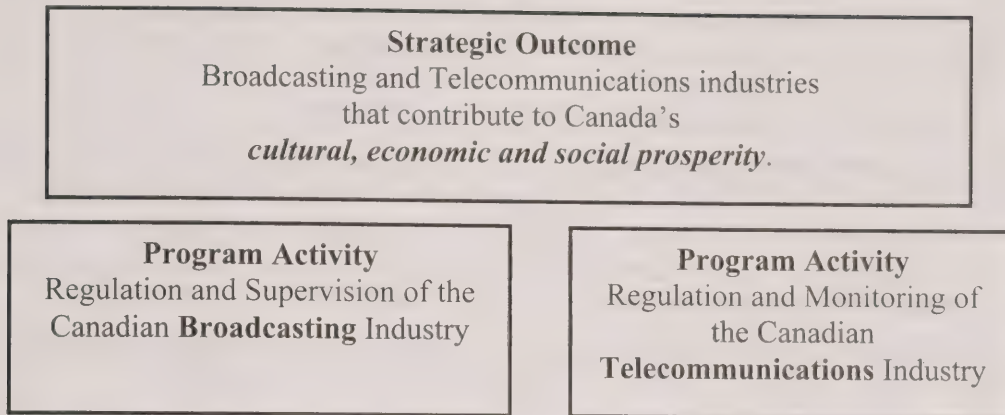 Strategic Outcome
Broadcasting and Telecommunications industries
that contribute to Canada's
cultural, economic and social prosperity.
Program Activity
Regulation and Supervision of the
Canadian Broadcasting Industry
Program Activity
Regulation and Monitoring of
the Canadian
Telecommunications Industry